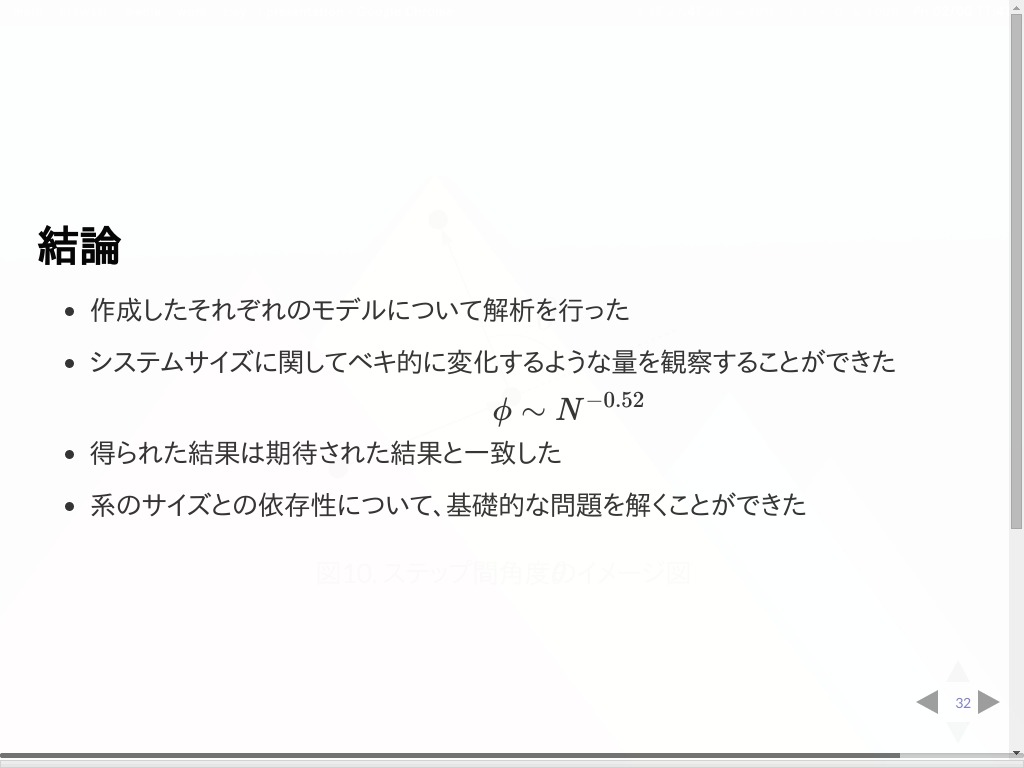 結論
作成したそれぞれのモデルについて解析を行った
システムサイズに関してベキ的に変化するような量を観察することができた
ϕ ∼ N^{−0.52}
得られた結果は期待された結果と一致した
系のサイズとの依存性について、基礎的な問題を解くことができた
図10. ステップ間角度のイメージ図
32